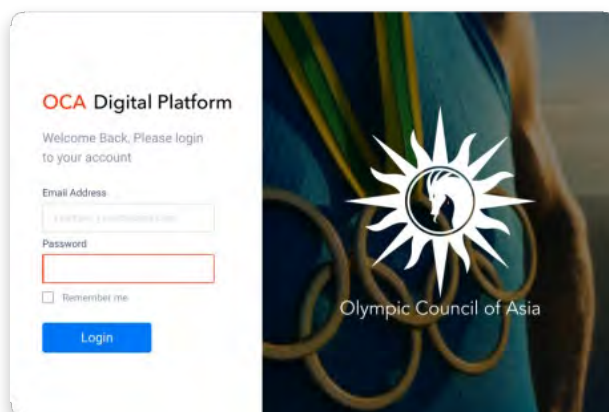 OCA Digital Platform
Welcome Back, Please login
to your account
Email Address
Password
Remember me
Login
Olympic Council of Asia